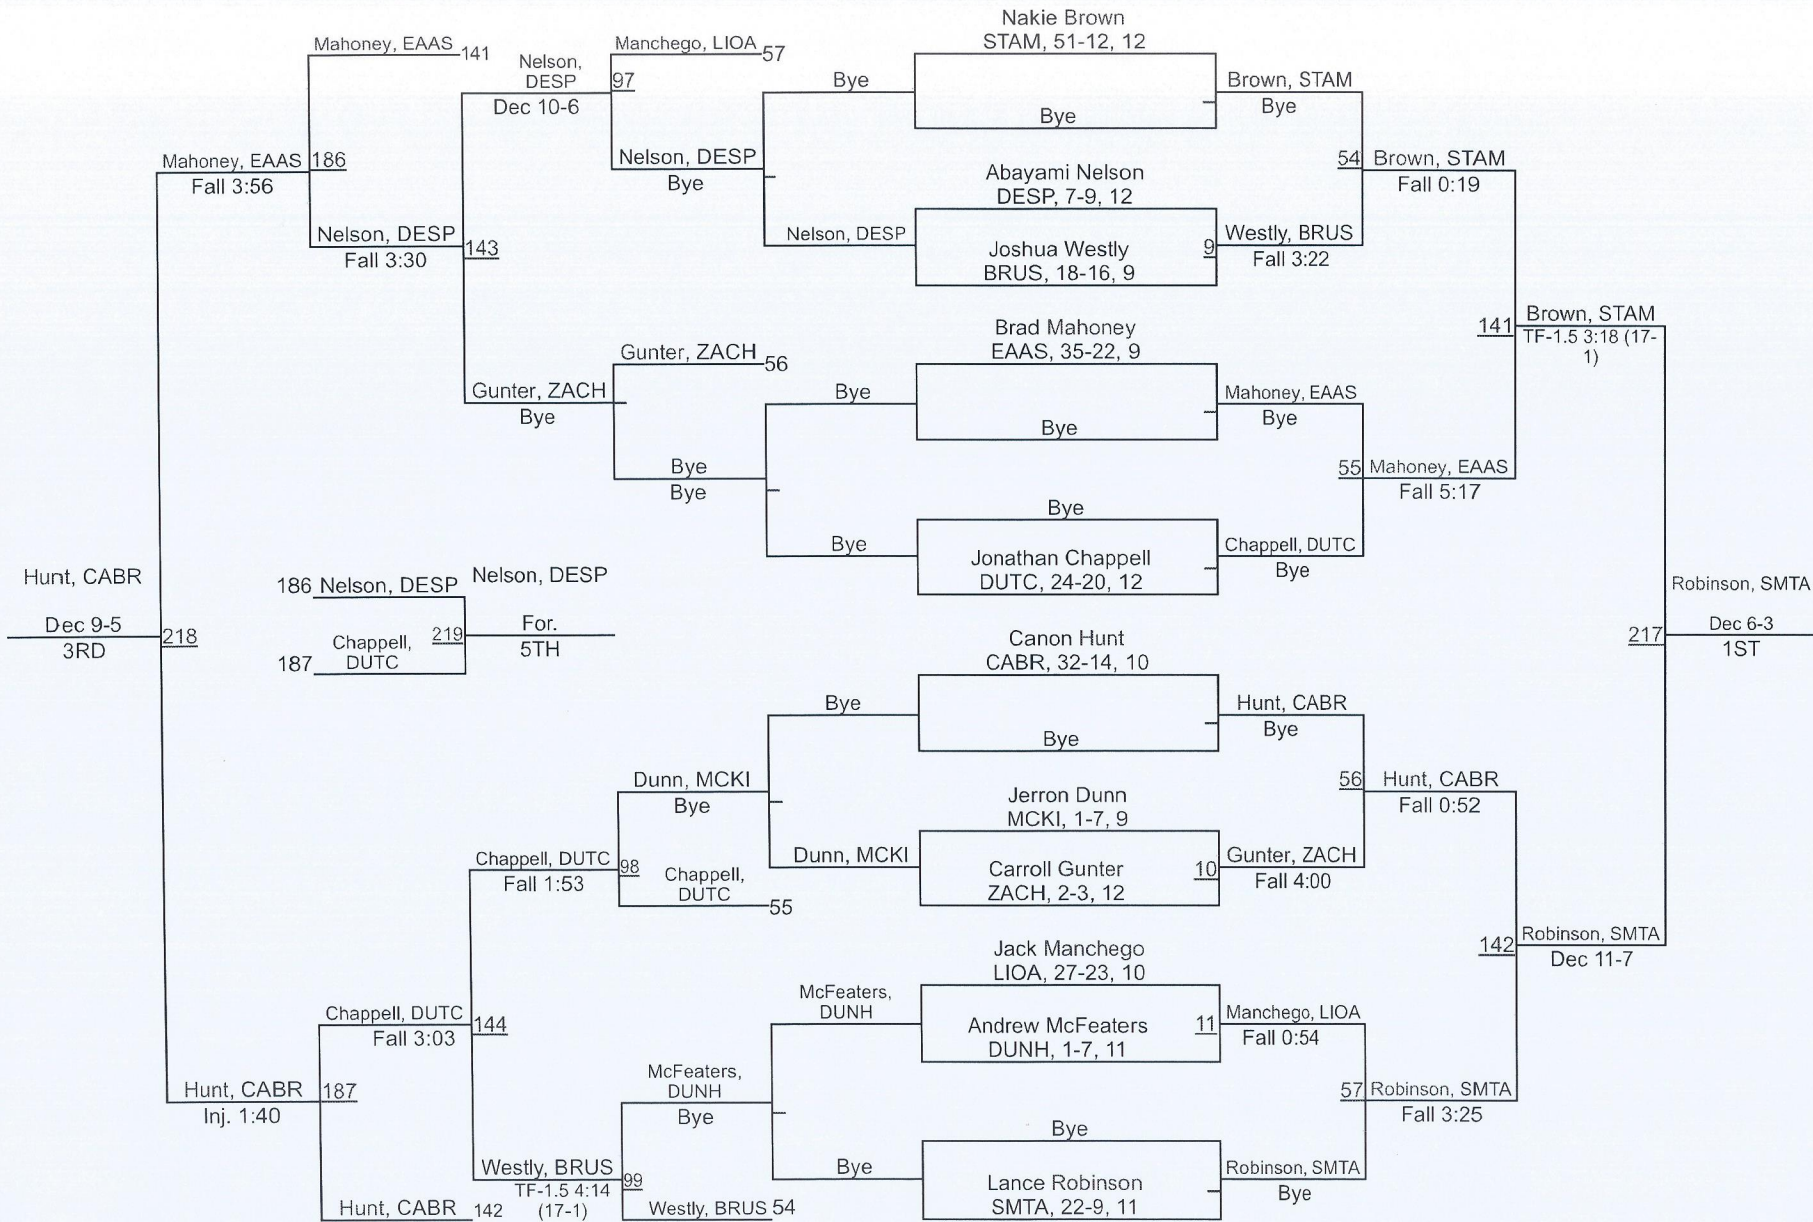 Nakie Brown
STAM, 51-12, 12
Mahoney, EAAS 141
Manchego, LIOA 57
Nelson,
DESP
97
Dec 10-6
Bye
Bye
Brown, STAM
Bye
Mahoney, EAAS 186
Fall 3:56
Nelson, DESP
Bye
Abayami Nelson
DESP, 7-9, 12
54 Brown, STAM
Fall 0:19
Nelson, DESP 143
Fall 3:30
Nelson, DESP
Joshua Westly
BRUS, 18-16, 9
9
Westly, BRUS
Fall 3:22
Brad Mahoney
EAAS, 35-22, 9
141 Brown, STAM
TF-1.5 3:18 (17-
1)
Gunter, ZACH 56
Gunter, ZACH
Bye
Bye
Bye
Mahoney, EAAS
Bye
Bye
Bye
55 Mahoney, EAAS
Fall 5:17
Bye
Bye
Jonathan Chappell
DUTC, 24-20, 12
Chappell, DUTC
Bye
Hunt, CABR
Dec 9-5
3RD
218
186 Nelson, DESP
187 Chappell,
DUTC
219
Nelson, DESP
For.
5TH
Robinson, SMTA
217
Dec 6-3
1ST
Canon Hunt
CABR, 32-14, 10
Bye
Bye
Hunt, CABR
Bye
Dunn, MCKI
Bye
Jerron Dunn
MCKI, 1-7, 9
56 Hunt, CABR
Fall 0:52
Chappell, DUTC 98
Fall 1:53
Chappell,
DUTC
55
Dunn, MCKI
Carroll Gunter
ZACH, 2-3, 12
10
Gunter, ZACH
Fall 4:00
Jack Manchego
LIOA, 27-23, 10
142 Robinson, SMTA
Dec 11-7
Chappell, DUTC 144
Fall 3:03
McFeaters,
DUNH
Andrew McFeaters
DUNH, 1-7, 11
11
Manchego, LIOA
Fall 0:54
Hunt, CABR 187
Inj. 1:40
McFeaters,
DUNH
Bye
57 Robinson, SMTA
Fall 3:25
Bye
Westly, BRUS 99
TF-1.5 4:14
(17-1)
Bye
Lance Robinson
SMTA, 22-9, 11
Robinson, SMTA
Bye
Hunt, CABR 142
Westly, BRUS 54